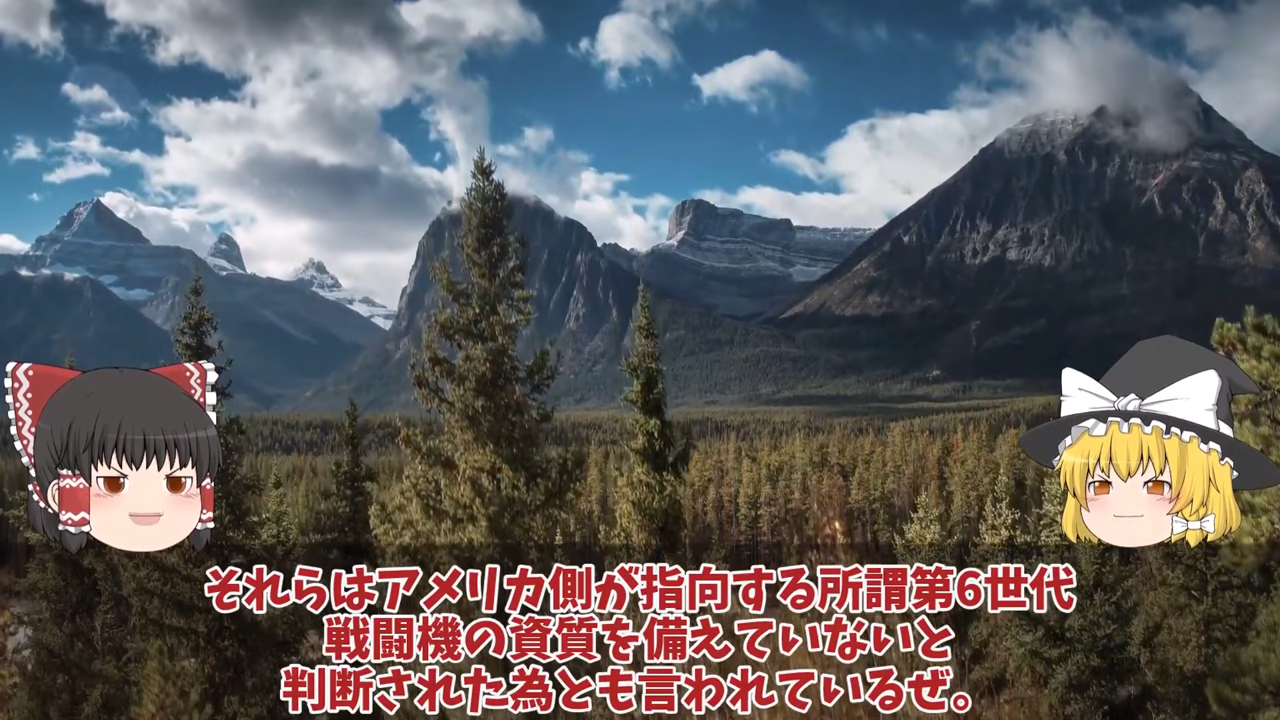 それらはアメリカ側が指向する所謂第6世代
戦闘機の資質を備えていないと
判断された為とも言われているぜ。